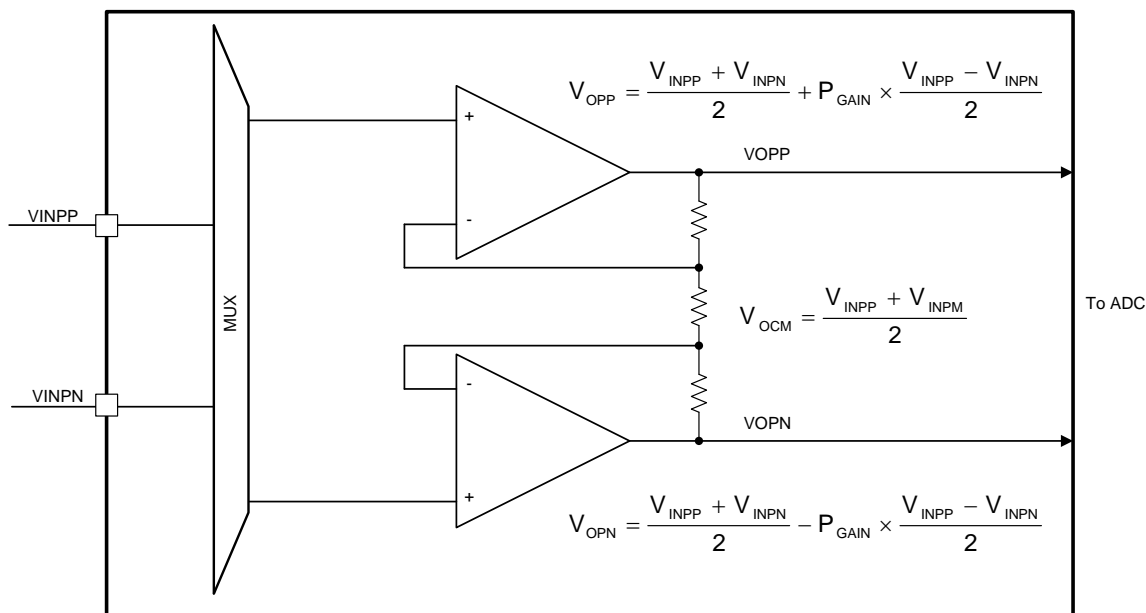 V_OPP = (V_INPP + V_INPN)/2 + P_GAIN × (V_INPP − V_INPN)/2
+
VOPP
VINPP
-
MUX
V_OCM = (V_INPP + V_INPM)/2
To ADC
VINPN
-
VOPN
+
V_OPN = (V_INPP + V_INPN)/2 − P_GAIN × (V_INPP − V_INPN)/2